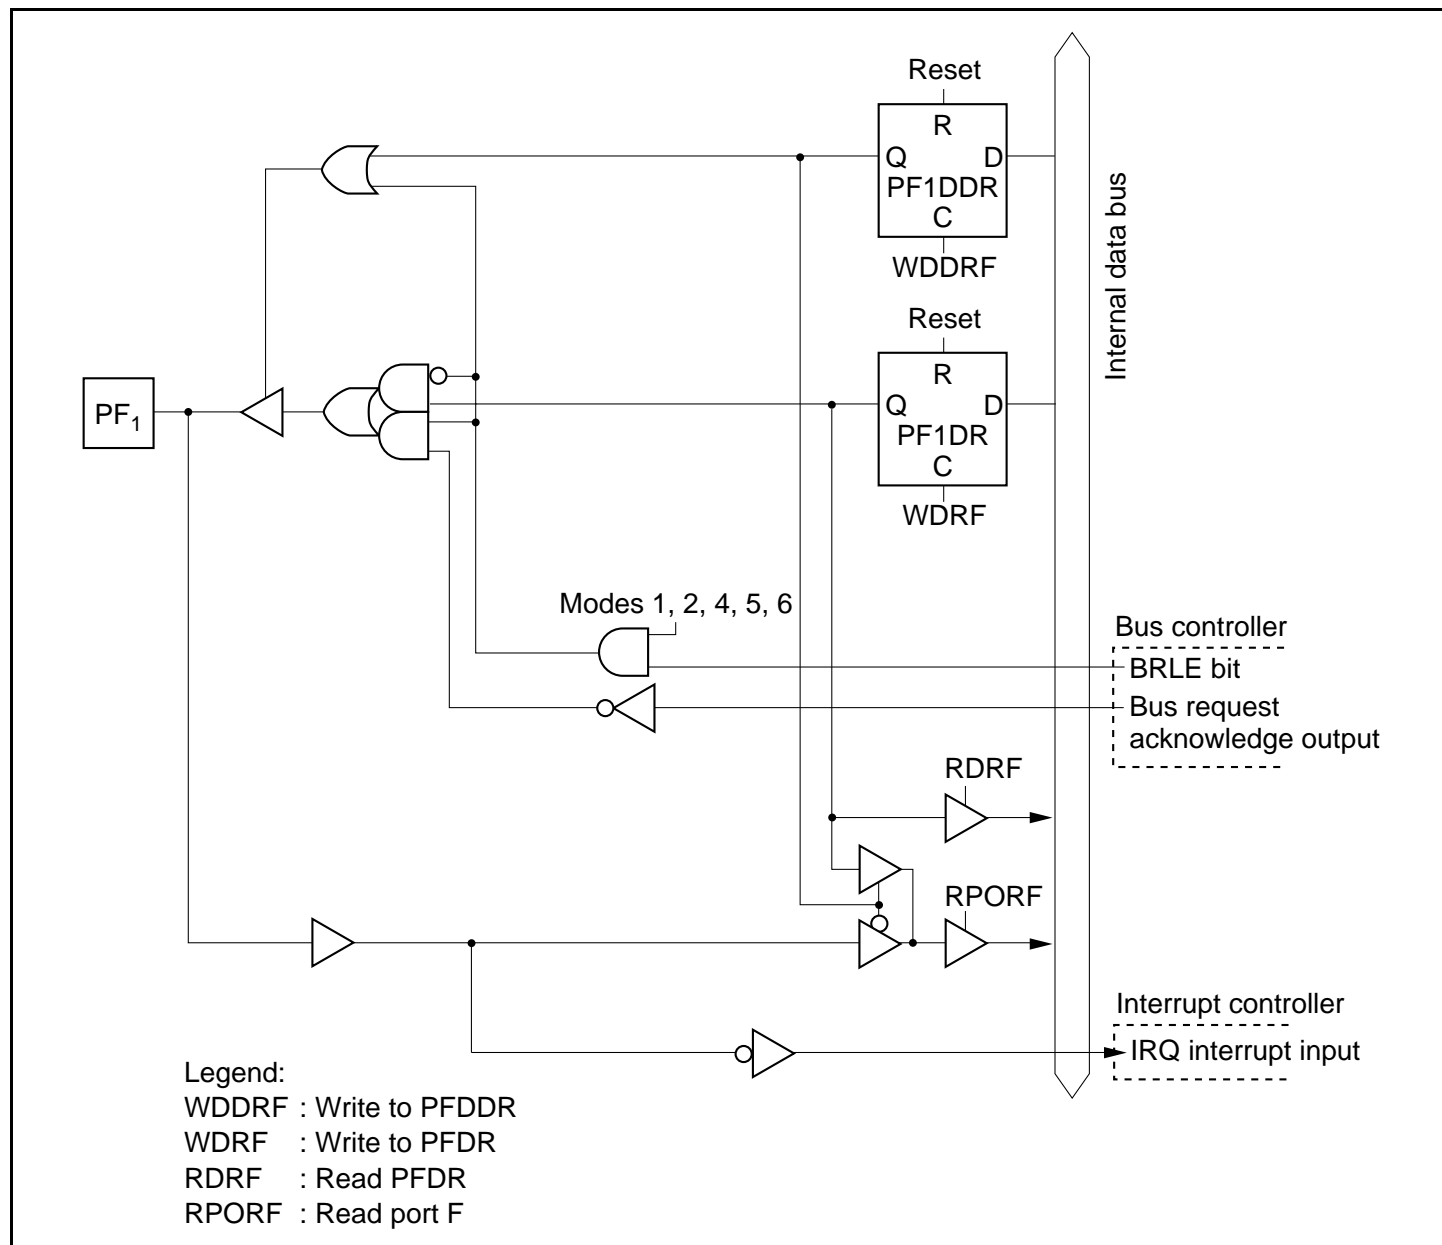 Reset
R
Q D
PF1DDR
C
WDDRF
Internal data bus
Reset
R
Q D
PF1DR
C
WDRF
PF₁
Modes 1, 2, 4, 5, 6
Bus controller
BRLE bit
Bus request
acknowledge output
RDRF
RPORF
Interrupt controller
IRQ interrupt input
Legend:
WDDRF : Write to PFDDR
WDRF : Write to PFDR
RDRF : Read PFDR
RPORF : Read port F